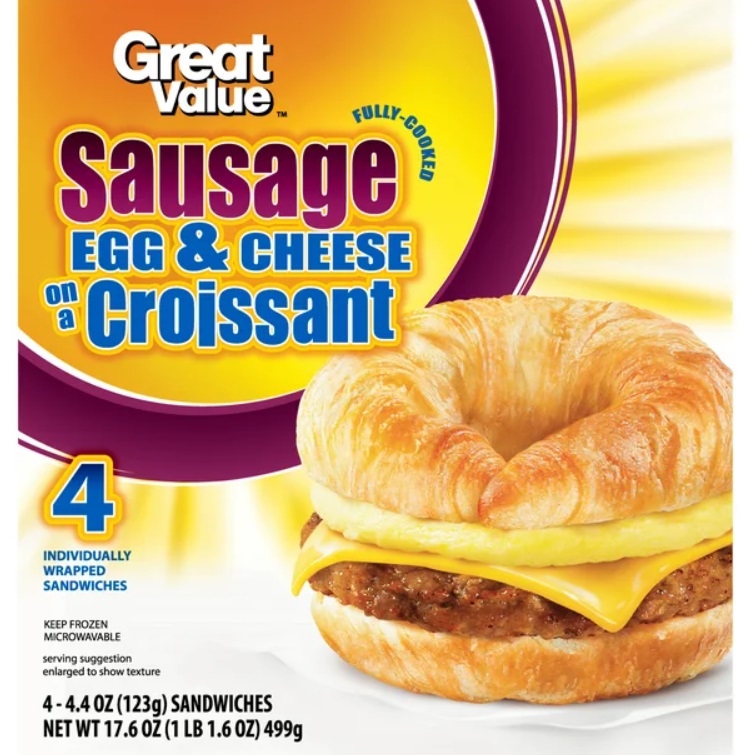 Great
Value™
FULLY-COOKED
Sausage
EGG & CHEESE
on
a Croissant
4
INDIVIDUALLY
WRAPPED
SANDWICHES
KEEP FROZEN
MICROWAVABLE
serving suggestion
enlarged to show texture
4 - 4.4 OZ (123g) SANDWICHES
NET WT 17.6 OZ (1 LB 1.6 OZ) 499g